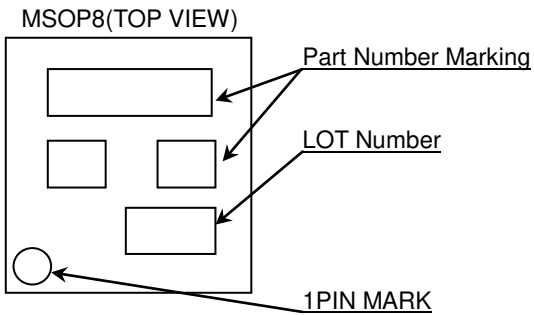 MSOP8(TOP VIEW)
Part Number Marking
LOT Number
1PIN MARK